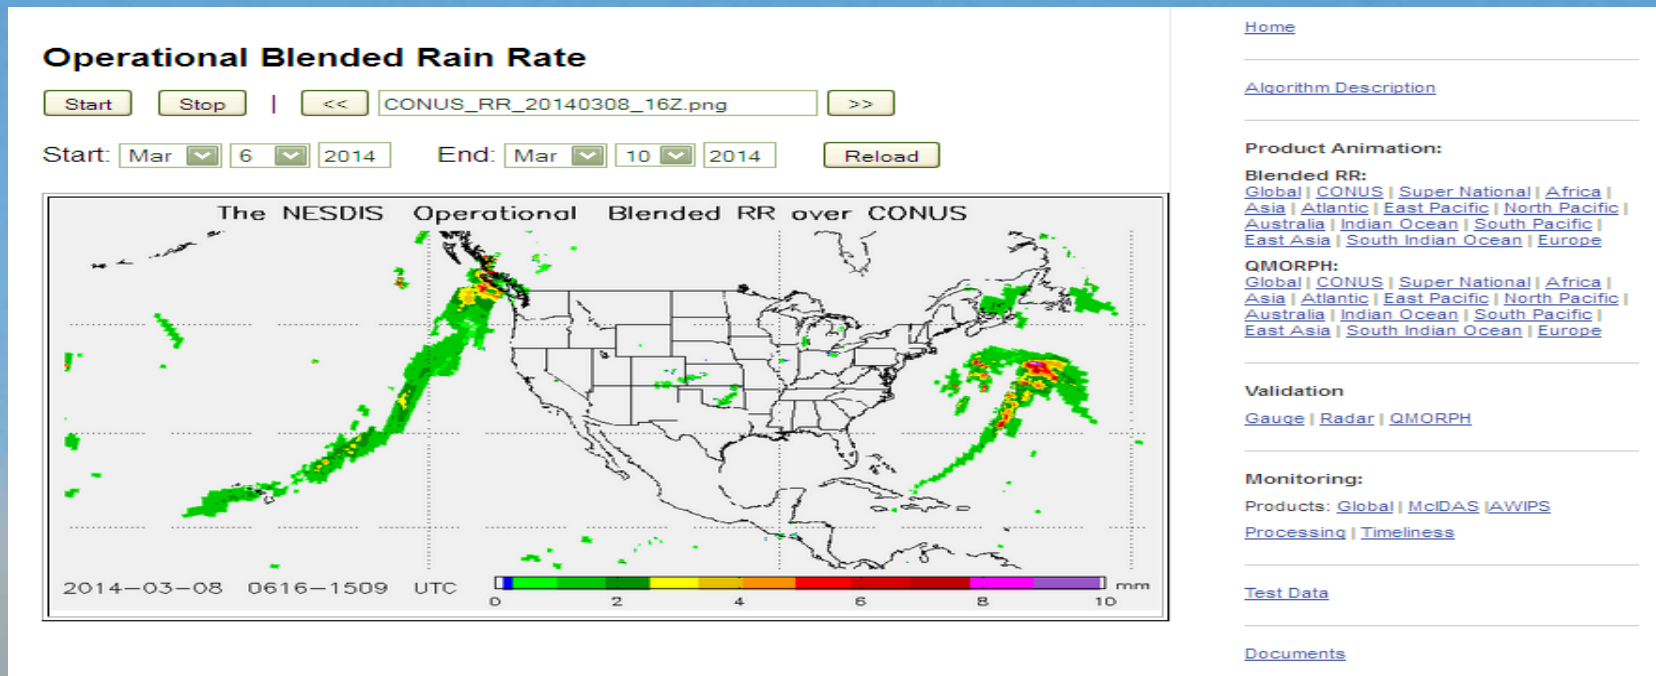 Operational Blended Rain Rate
Start Stop | << CONUS_RR_20140308_16Z.png >>
Start: Mar 6 2014 End: Mar 10 2014 Reload
The NESDIS Operational Blended RR over CONUS
2014-03-08 0616-1509 UTC
mm
0 2 4 6 8 10
Home
Algorithm Description
Product Animation:
Blended RR:
Global | CONUS | Super National | Africa |
Asia | Atlantic | East Pacific | North Pacific |
Australia | Indian Ocean | South Pacific |
East Asia | South Indian Ocean | Europe
QMORPH:
Global | CONUS | Super National | Africa |
Asia | Atlantic | East Pacific | North Pacific |
Australia | Indian Ocean | South Pacific |
East Asia | South Indian Ocean | Europe
Validation
Gauge | Radar | QMORPH
Monitoring:
Products: Global | McIDAS |AWIPS
Processing | Timeliness
Test Data
Documents